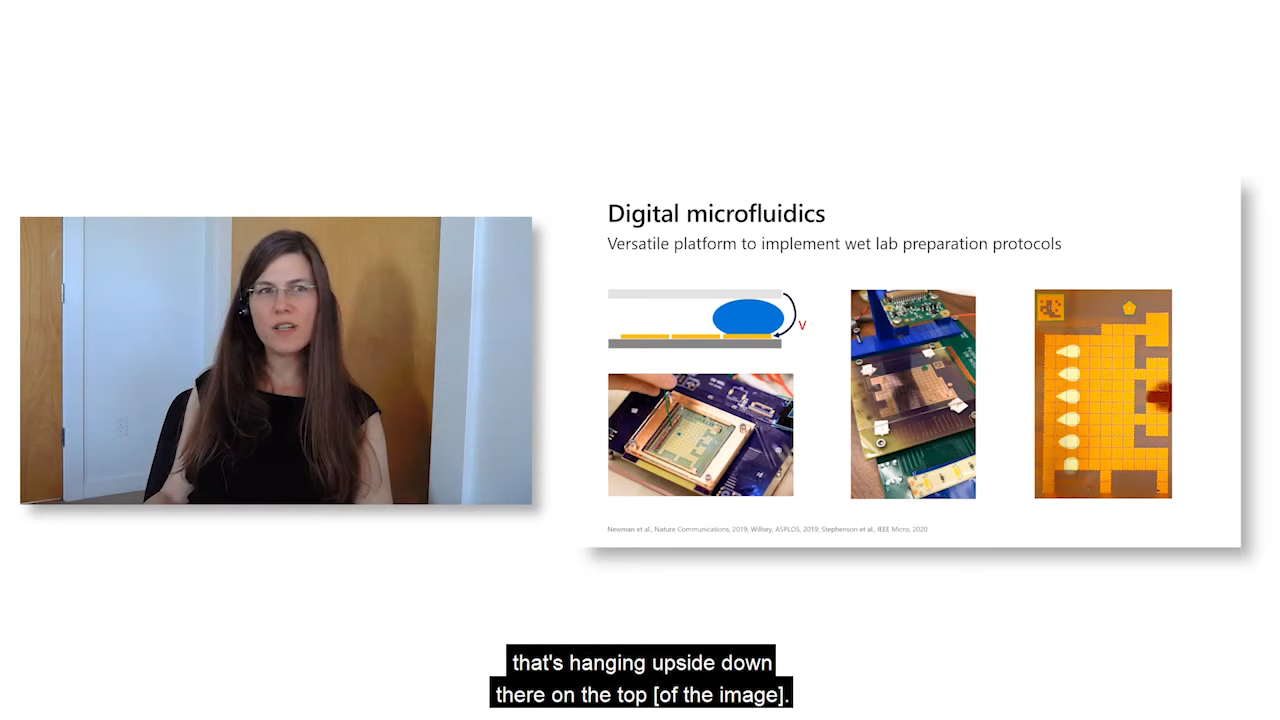 Digital microfluidics
Versatile platform to implement wet lab preparation protocols
V
Newman et al., Nature Communications, 2019; Willsey, ASPLOS, 2019; Stephenson et al., IEEE Micro, 2020
that's hanging upside down
there on the top [of the image].